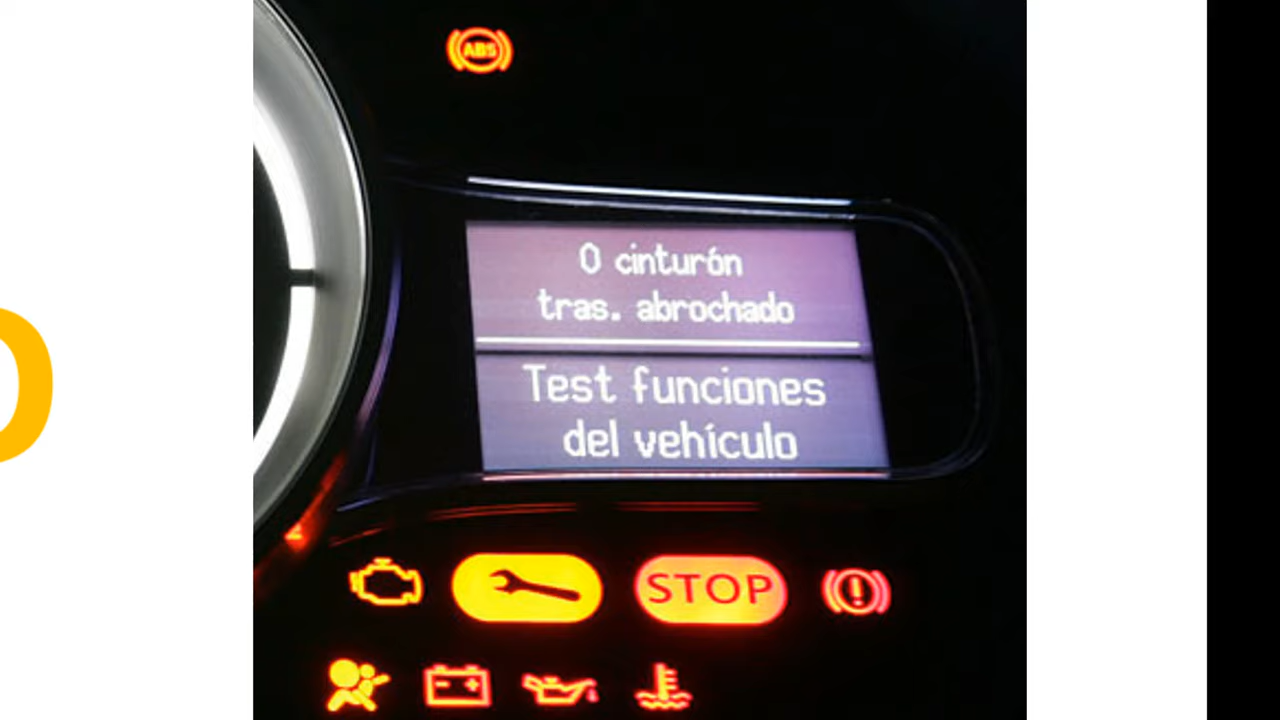 ABS
0 cinturón
tras. abrochado
Test funciones
del vehículo
STOP